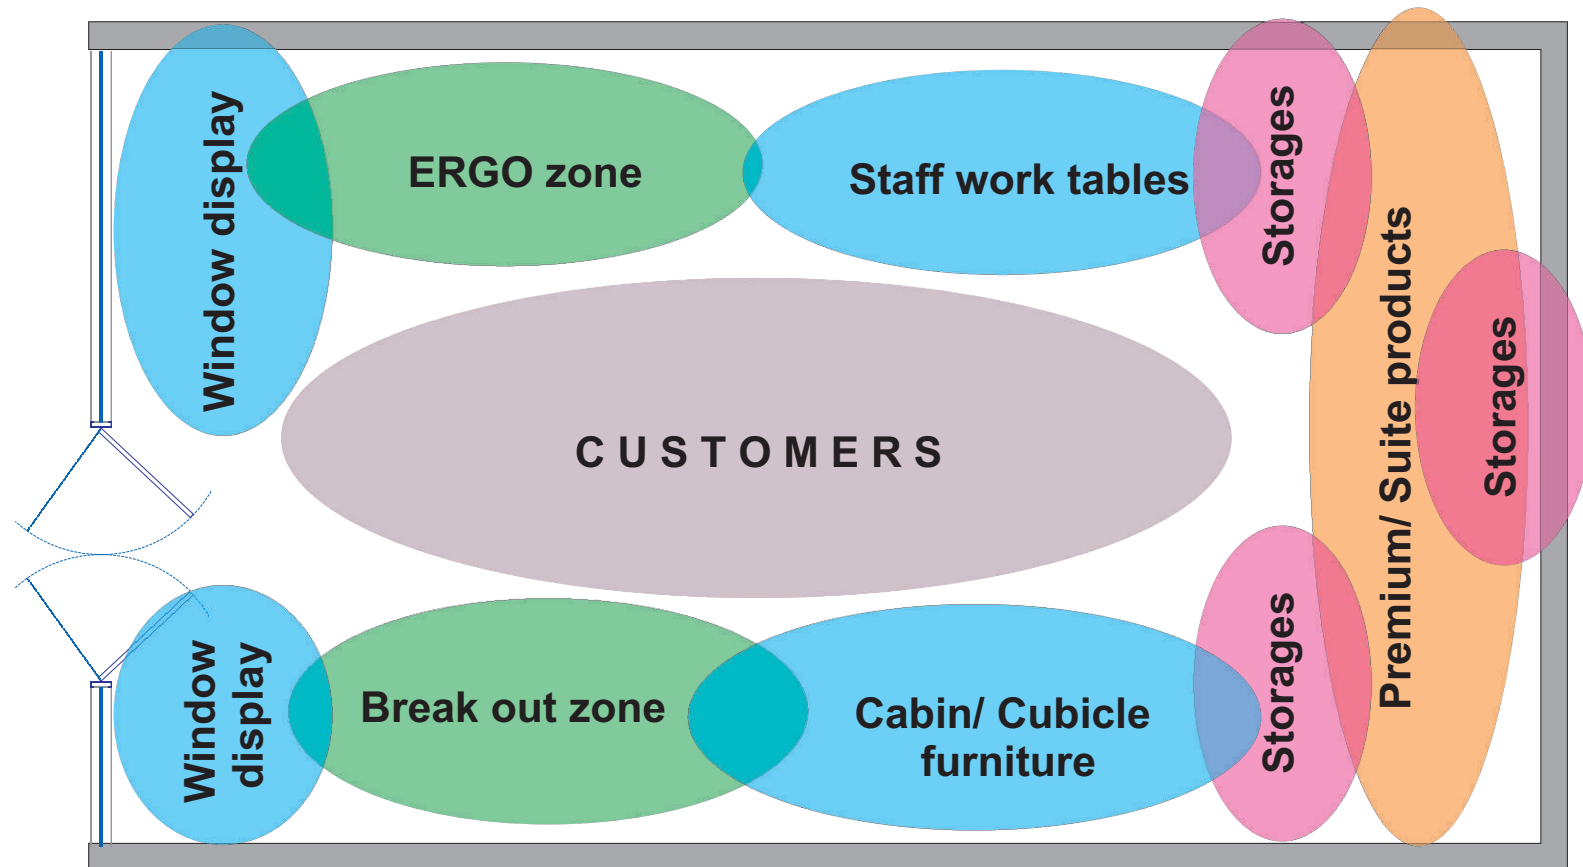 Window display
ERGO zone
Staff work tables
Storages
Premium/ Suite products
Storages
C U S T O M E R S
Window
display
Break out zone
Cabin/ Cubicle
furniture
Storages